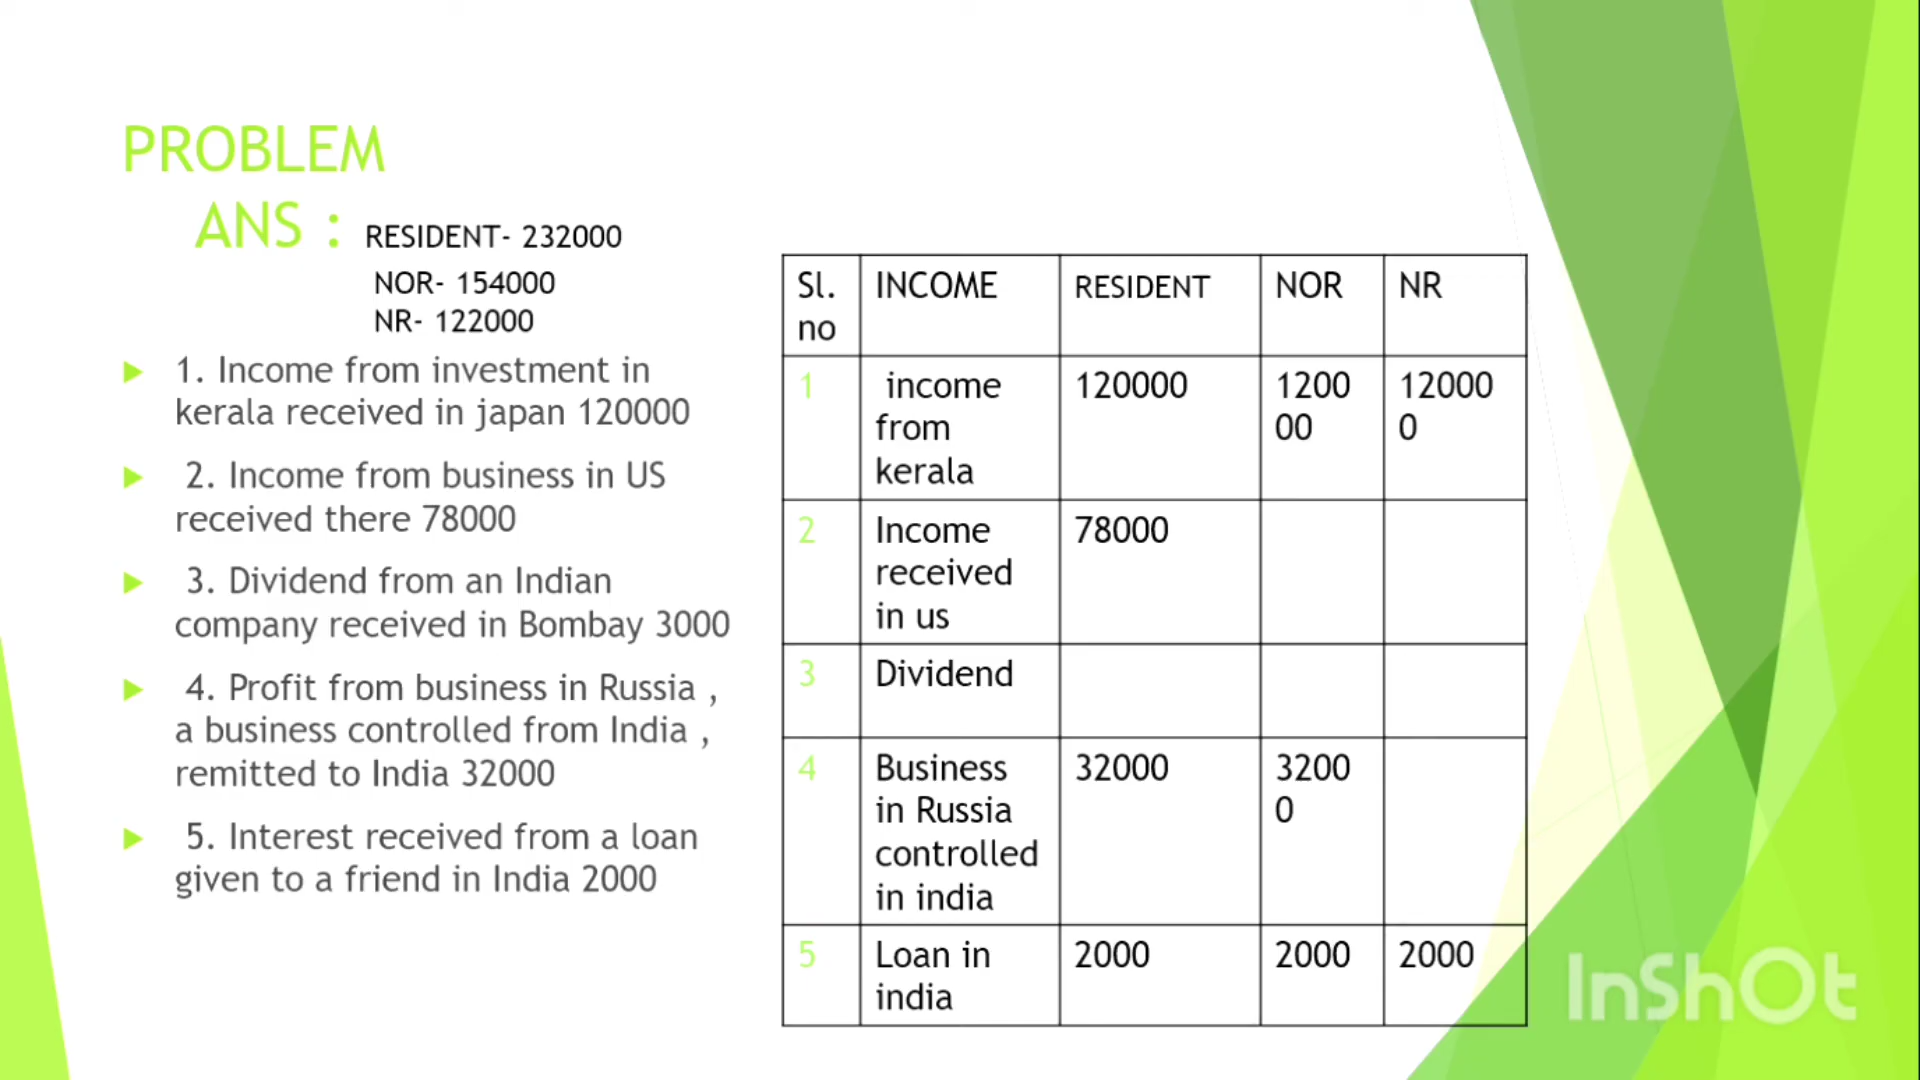 PROBLEM
ANS : RESIDENT- 232000
NOR- 154000
NR- 122000
1. Income from investment in
kerala received in japan 120000
2. Income from business in US
received there 78000
3. Dividend from an Indian
company received in Bombay 3000
4. Profit from business in Russia ,
a business controlled from India ,
remitted to India 32000
5. Interest received from a loan
given to a friend in India 2000
Sl. INCOME RESIDENT NOR NR
no
1 income 120000 1200 12000
from 00 0
kerala
2 Income 78000
received
in us
3 Dividend
4 Business 32000 3200
in Russia 0
controlled
in india
5 Loan in 2000 2000 2000
india
InShOt